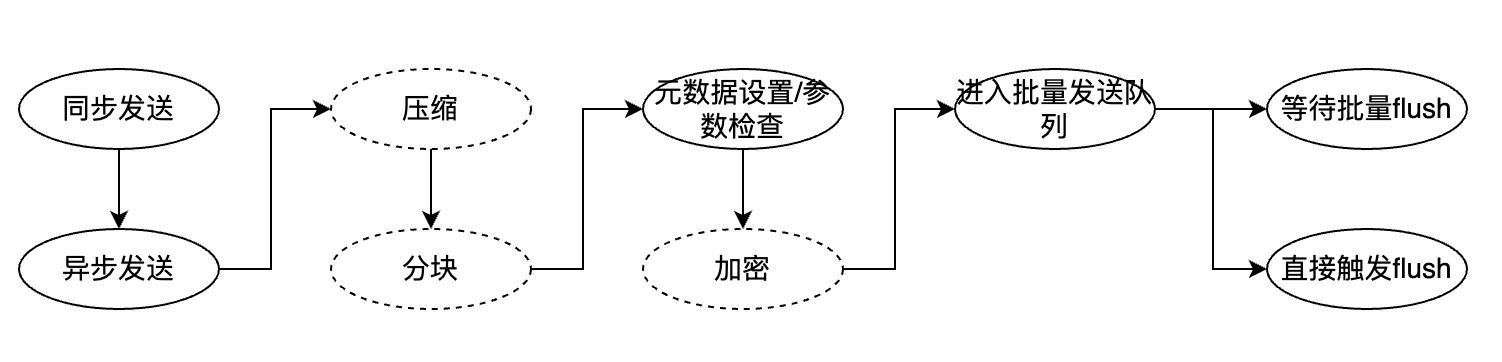 同步发送
异步发送
压缩
分块
元数据设置/参
数检查
加密
进入批量发送队
列
等待批量flush
直接触发flush